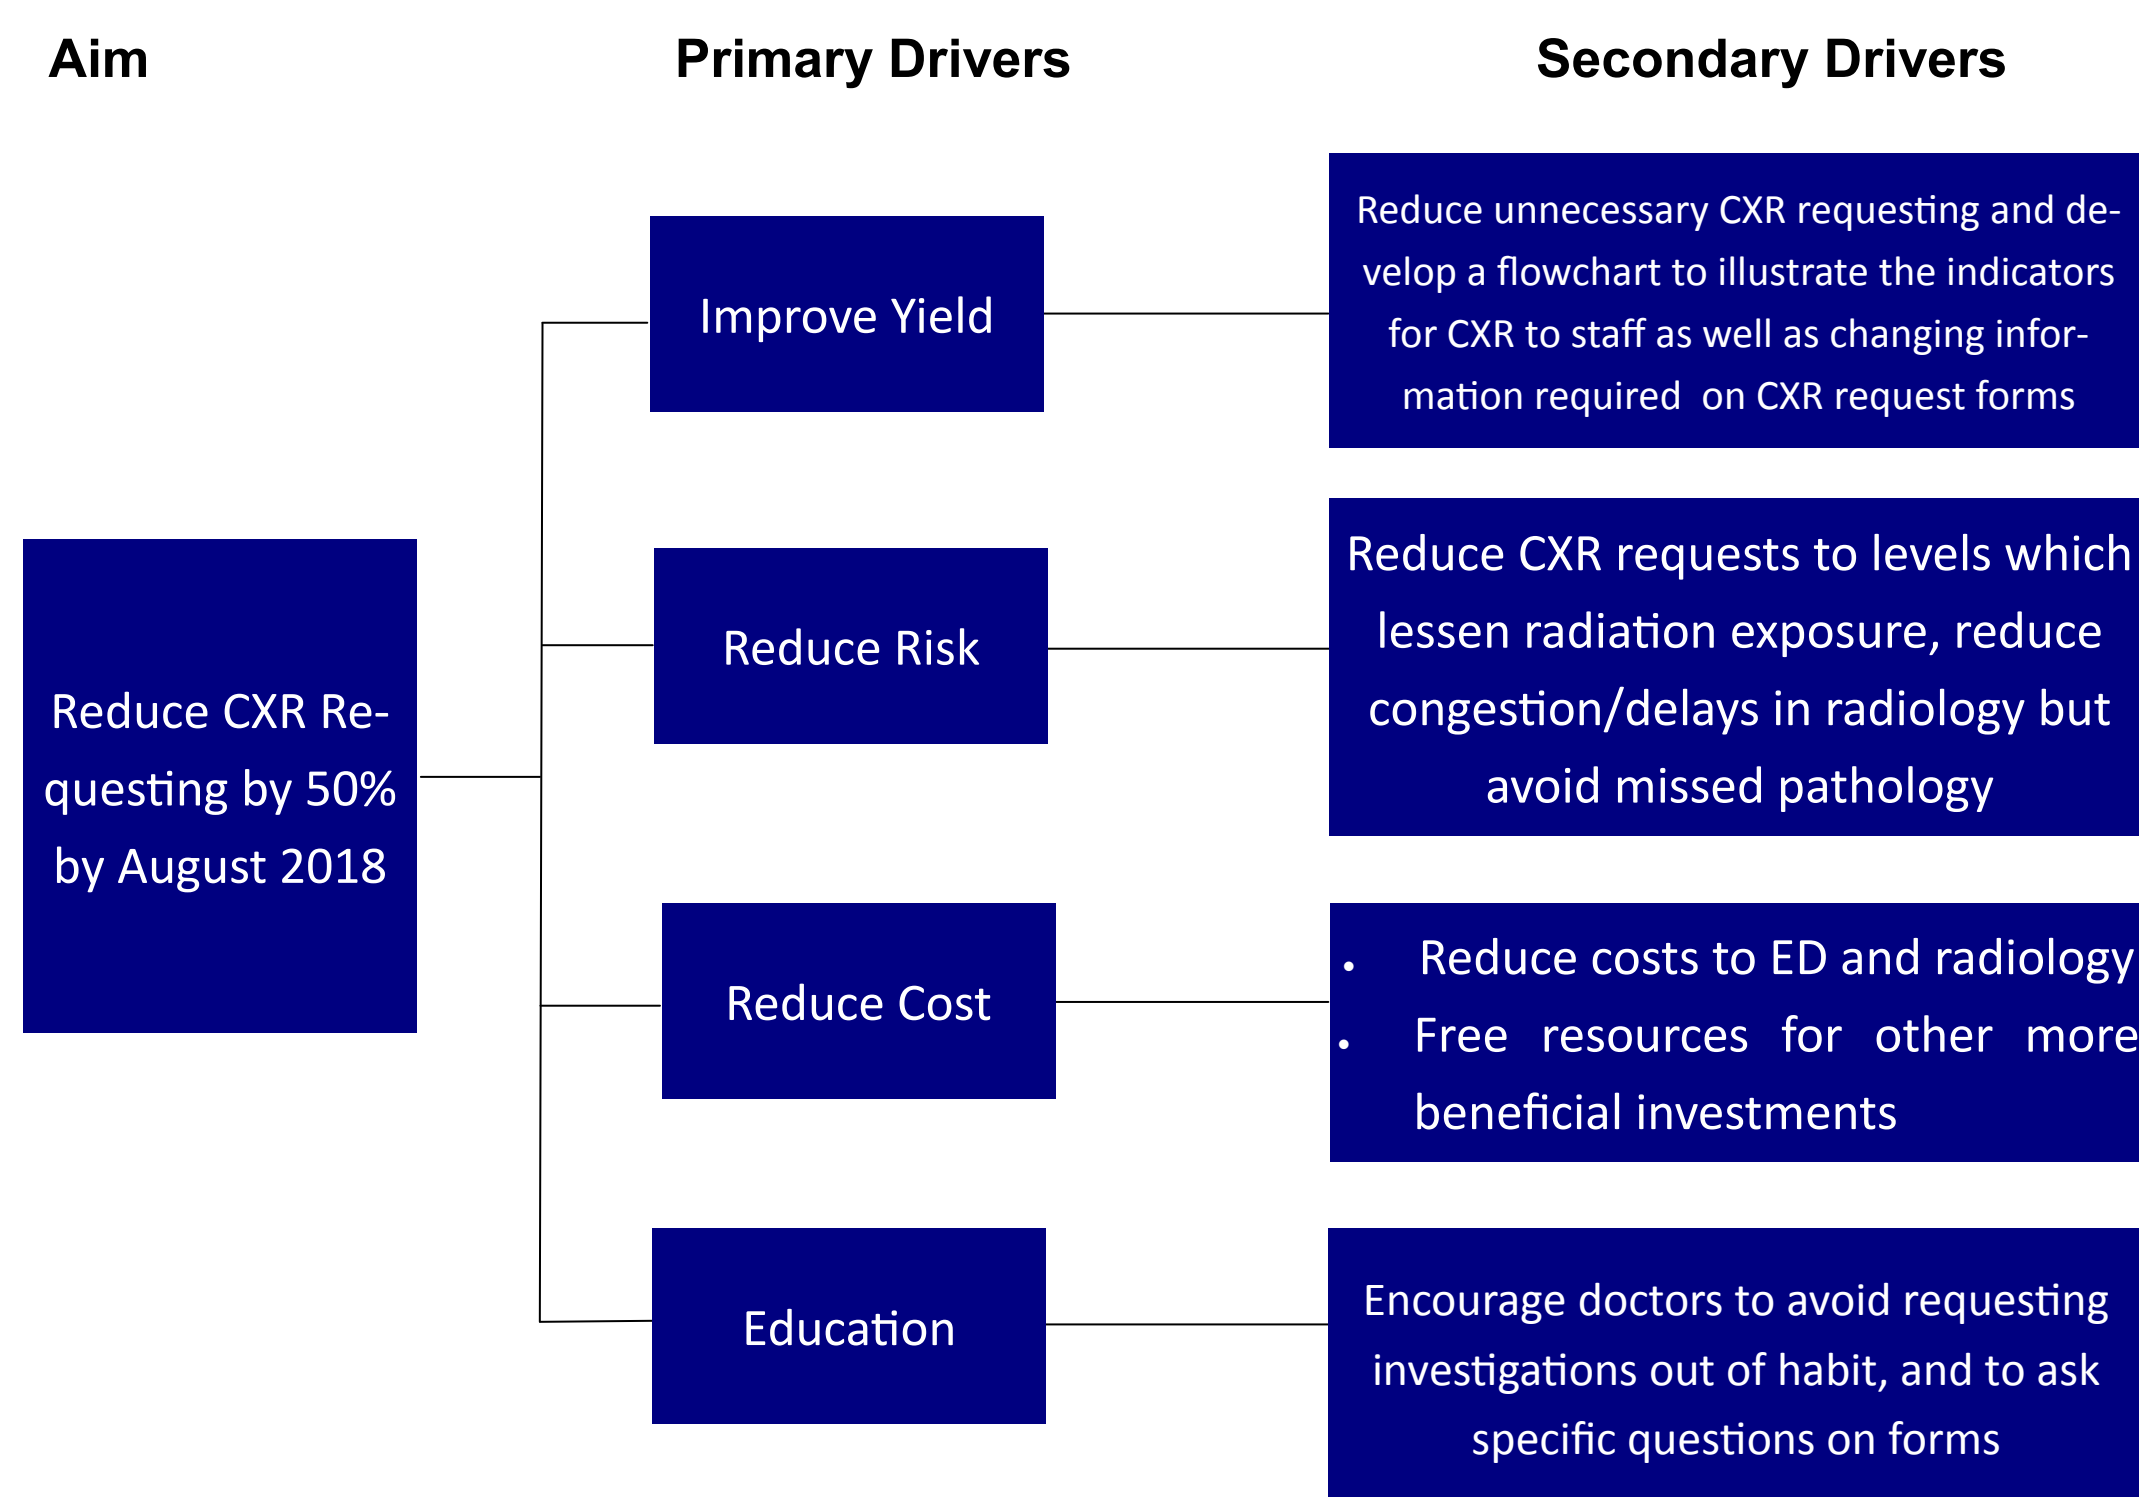 Aim
Primary Drivers
Secondary Drivers
Reduce CXR Re-
questing by 50%
by August 2018
Improve Yield
Reduce unnecessary CXR requesting and de-
velop a flowchart to illustrate the indicators
for CXR to staff as well as changing infor-
mation required  on CXR request forms
Reduce Risk
Reduce CXR requests to levels which
lessen radiation exposure, reduce
congestion/delays in radiology but
avoid missed pathology
Reduce Cost
• Reduce costs to ED and radiology
• Free resources for other more
beneficial investments
Education
Encourage doctors to avoid requesting
investigations out of habit, and to ask
specific questions on forms